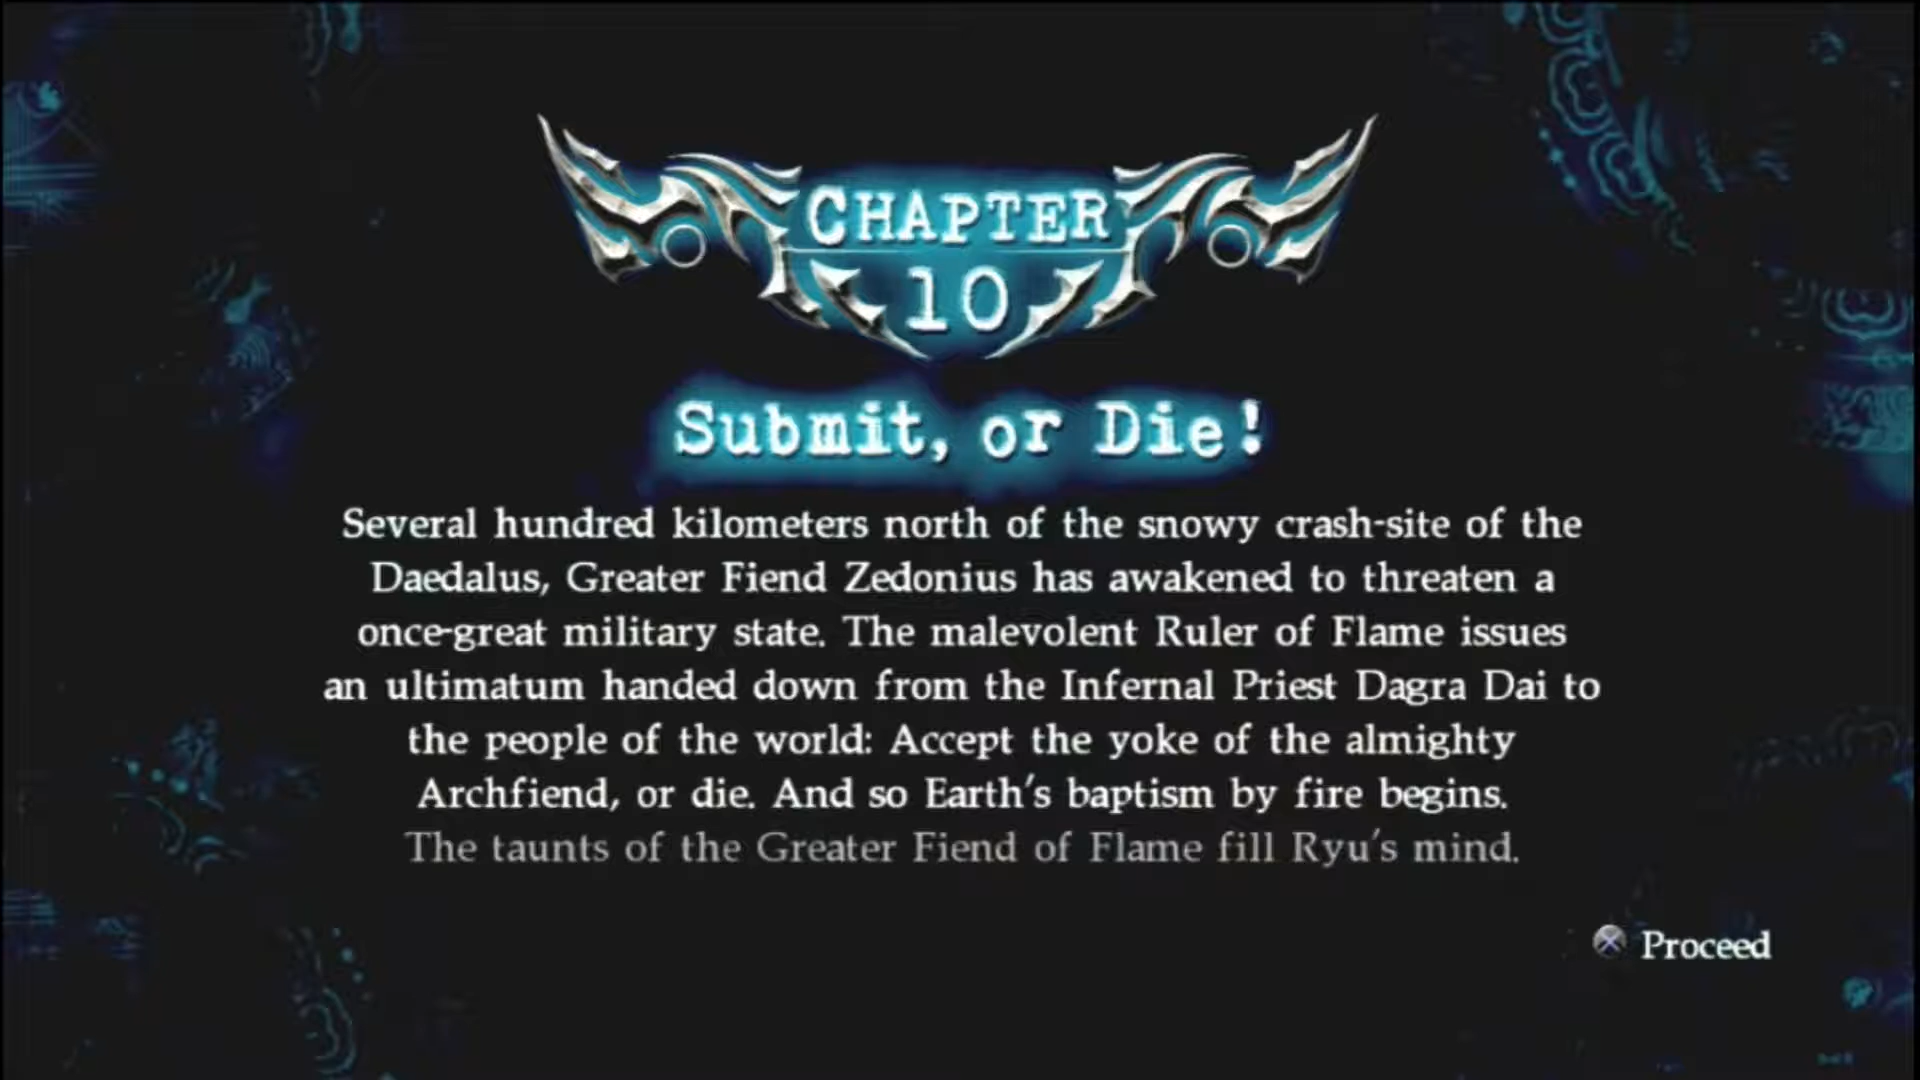 CHAPTER
10
Submit, or Die!
Several hundred kilometers north of the snowy crash-site of the
Daedalus, Greater Fiend Zedonius has awakened to threaten a
once-great military state. The malevolent Ruler of Flame issues
an ultimatum handed down from the Infernal Priest Dagra Dai to
the people of the world: Accept the yoke of the almighty
Archfiend, or die. And so Earth's baptism by fire begins.
The taunts of the Greater Fiend of Flame fill Ryu's mind.
Proceed